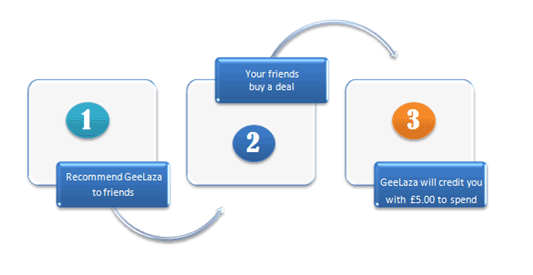 1
Recommend GeeLaza
to friends
Your friends
buy a deal
2
3
GeeLaza will credit you
with £5.00 to spend